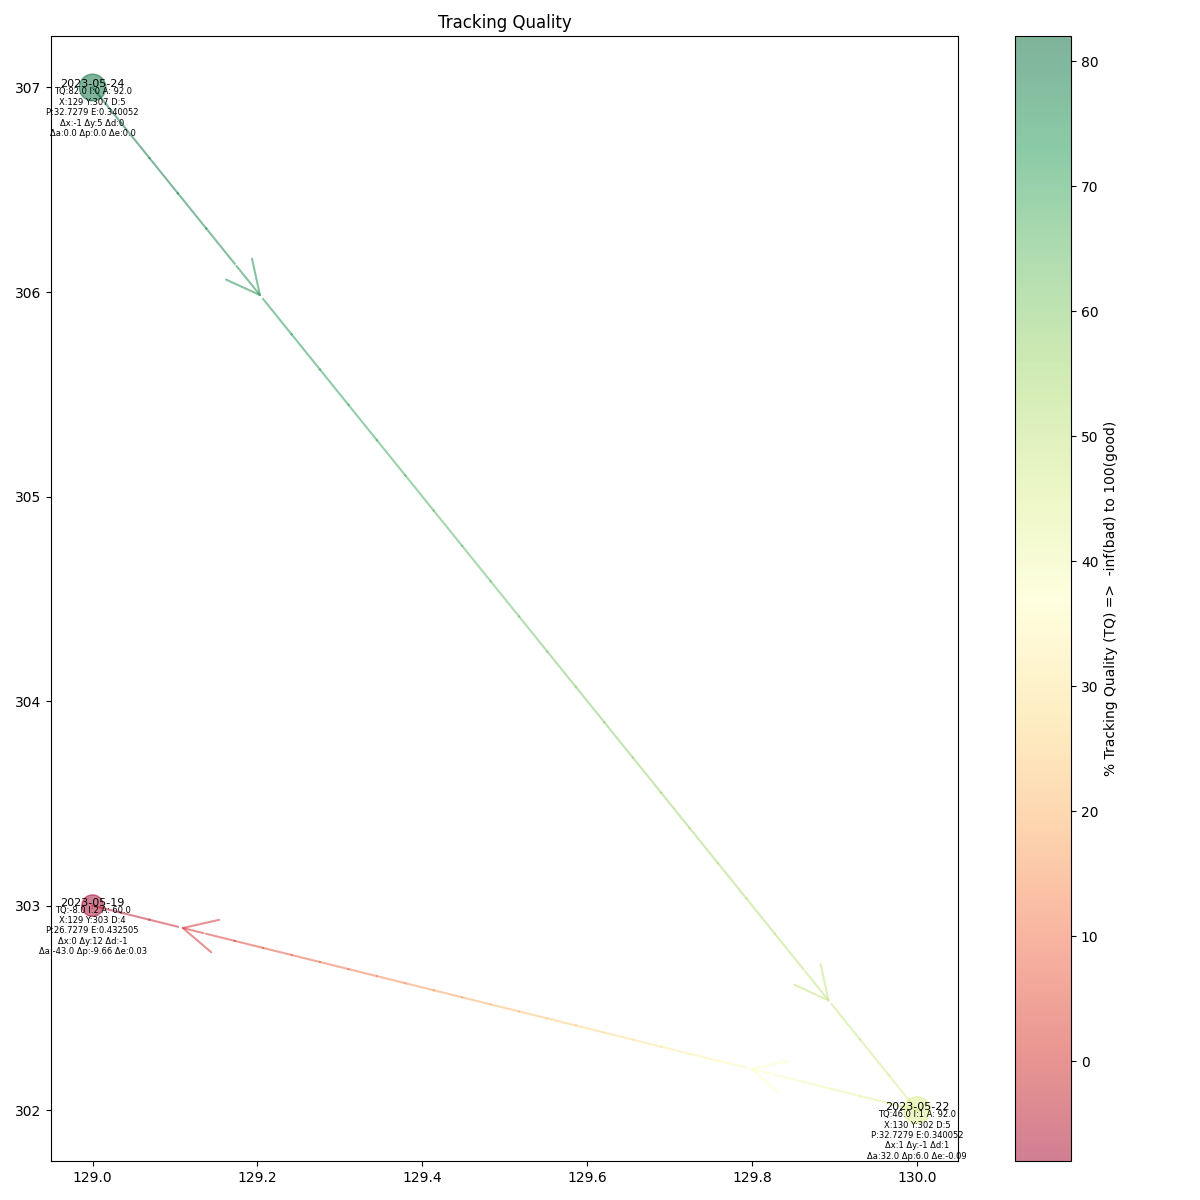 Tracking Quality
2023-05-24
TQ:82.0 I:0 A: 92.0
X:129 Y:307 D:5
P:32.7279 E:0.340052
Δx:-1 Δy:5 Δd:0
Δa:0.0 Δp:0.0 Δe:0.0
2023-05-19
TQ:-8.0 I:2 A: 60.0
X:129 Y:303 D:4
P:26.7279 E:0.432505
Δx:0 Δy:12 Δd:-1
Δa:-43.0 Δp:-9.66 Δe:0.03
2023-05-22
TQ:46.0 I:1 A: 92.0
X:130 Y:302 D:5
P:32.7279 E:0.340052
Δx:1 Δy:-1 Δd:1
Δa:32.0 Δp:6.0 Δe:-0.09
307
306
305
304
303
302
129.0
129.2
129.4
129.6
129.8
130.0
80
70
60
50
40
30
20
10
0
% Tracking Quality (TQ) => -inf(bad) to 100(good)